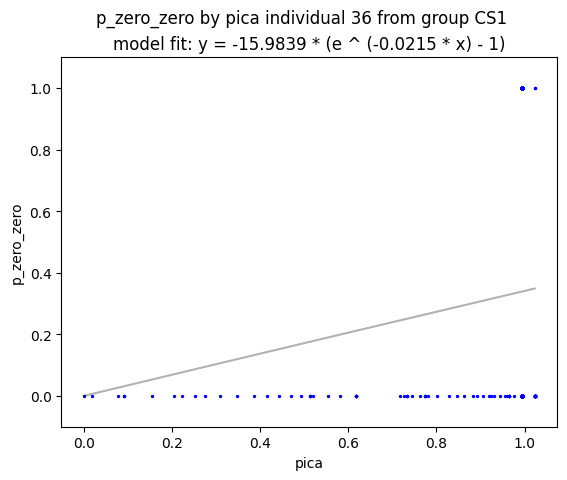 p_zero_zero by pica individual 36 from group CS1
model fit: y = -15.9839 * (e ^ (-0.0215 * x) - 1)
1.0
0.8
0.6
0.4
0.2
0.0
p_zero_zero
0.0 0.2 0.4 0.6 0.8 1.0
pica